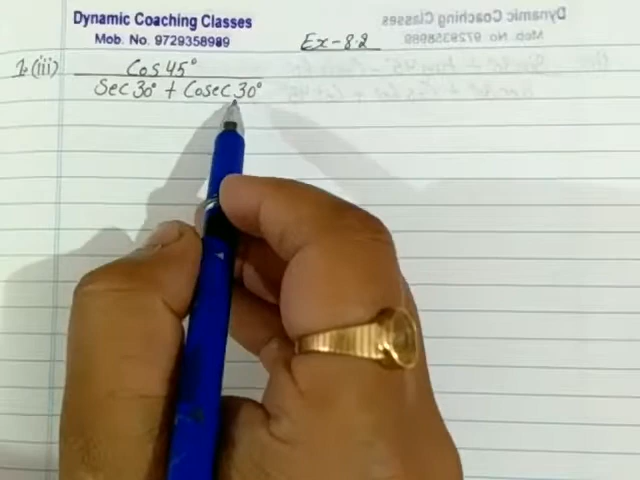 Dynamic Coaching Classes
Mob. No. 9729358989
Ex-8.2
1.(iii) Cos 45°
Sec 30° + Cosec 30°